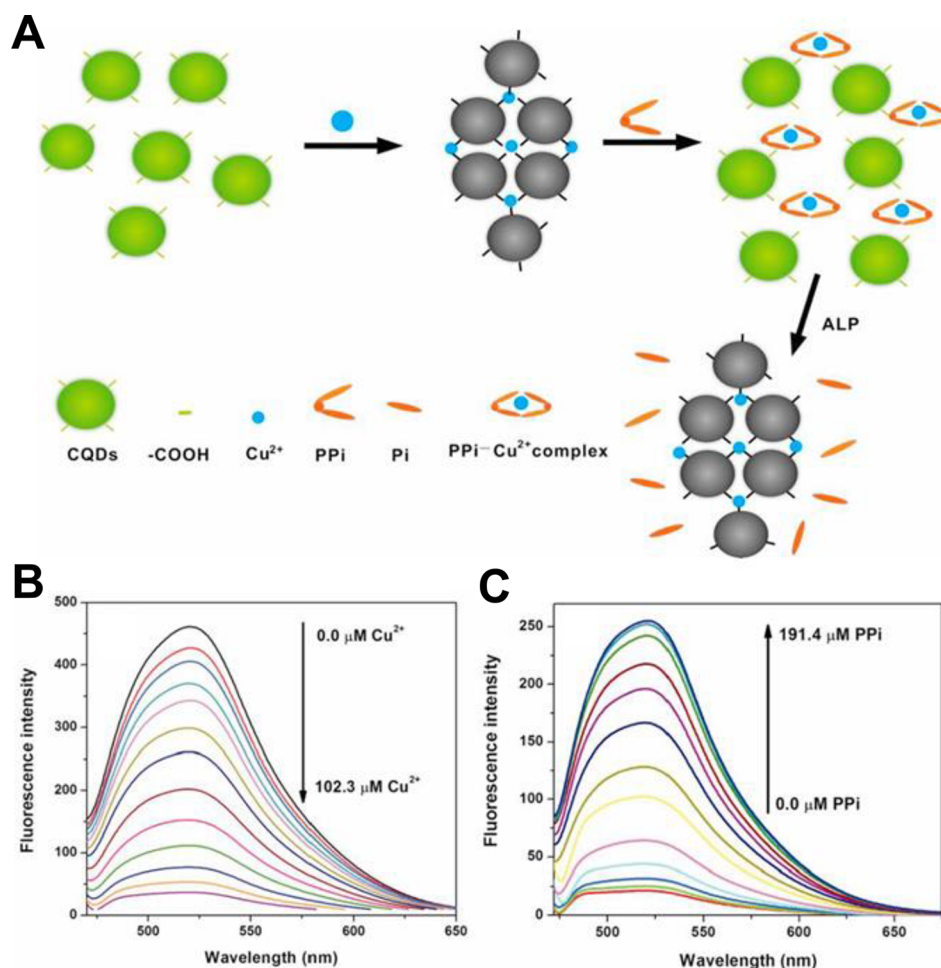 A
ALP
CQDs -COOH Cu²⁺ PPi Pi PPi−Cu²⁺complex
B
Fluorescence intensity
500
400
300
200
100
0
0.0 μM Cu²⁺
102.3 μM Cu²⁺
500 550 600 650
Wavelength (nm)
C
Fluorescence intensity
250
200
150
100
50
0
191.4 μM PPi
0.0 μM PPi
500 550 600 650
Wavelength (nm)